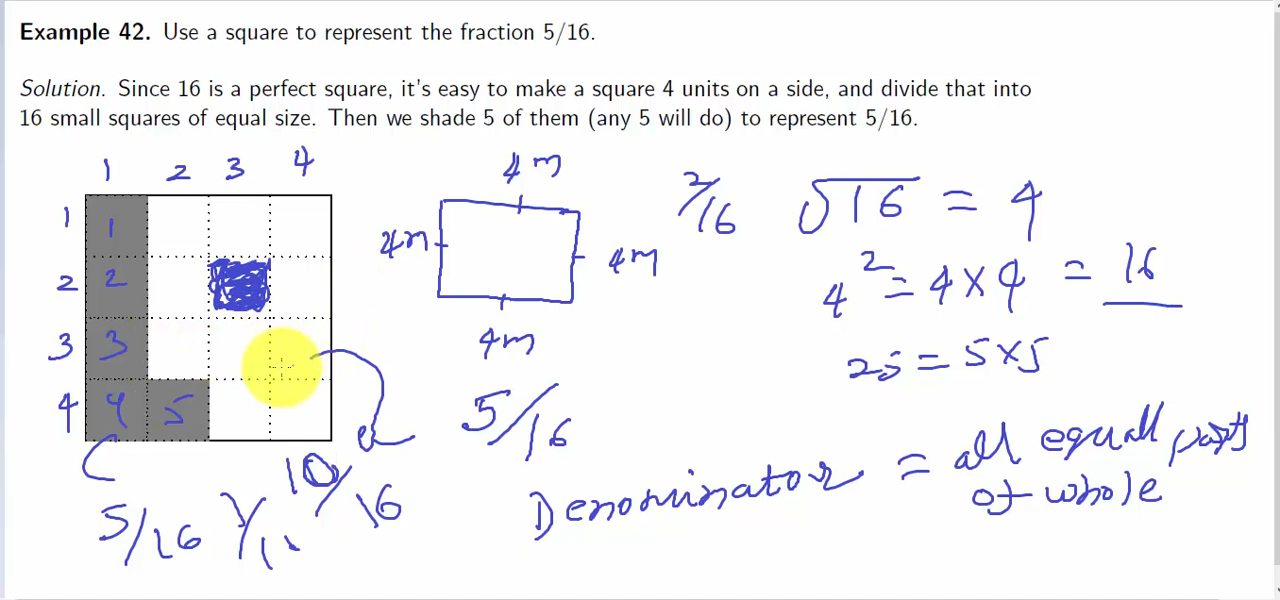 Example 42. Use a square to represent the fraction 5/16.
Solution. Since 16 is a perfect square, it's easy to make a square 4 units on a side, and divide that into
16 small squares of equal size. Then we shade 5 of them (any 5 will do) to represent 5/16.
1 2 3 4
1 1
2 2
3 3
4 4 5
4m
4m
4m
4m
2/16
√16 = 4
4² = 4 × 4 = 16
25 = 5×5
5/16
Denominator = all equall parts
of whole
10/16
5/16